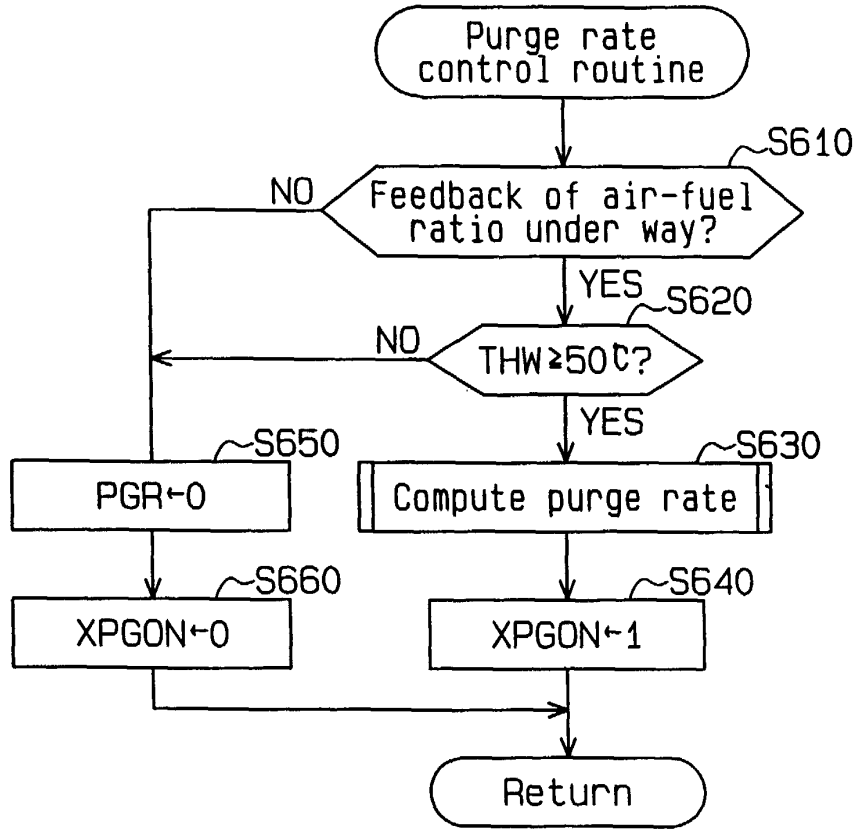 Purge rate
control routine
S610
NO
Feedback of air-fuel
ratio under way?
YES
S620
NO
THW≧50℃?
YES
S650
S630
PGR←0
Compute purge rate
S660
S640
XPGON←0
XPGON←1
Return